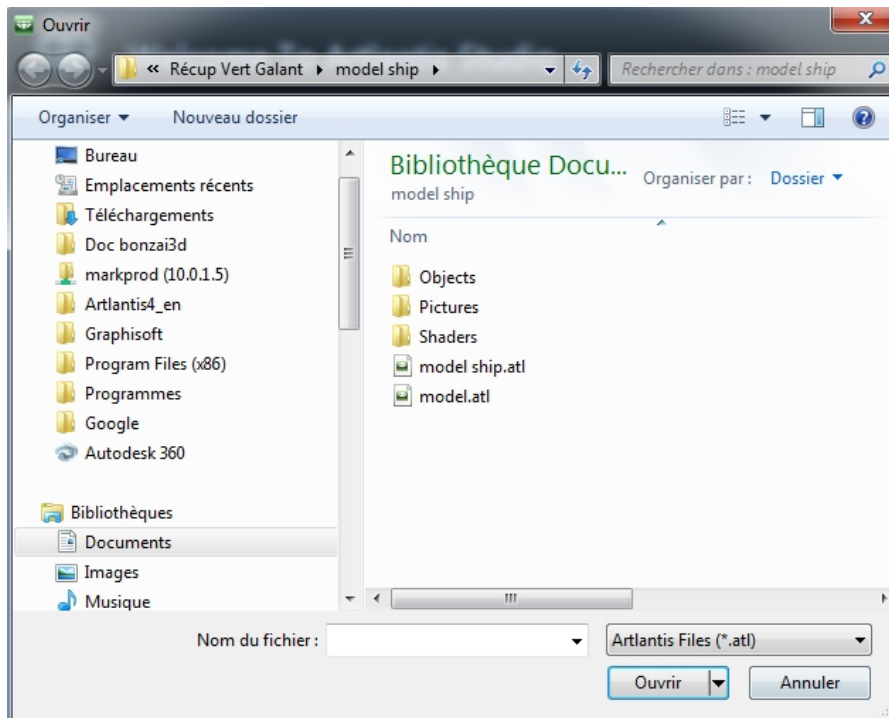 Ouvrir
« Récup Vert Galant ▸ model ship ▸
Rechercher dans : model ship
Organiser ▾ Nouveau dossier
Bureau
Emplacements récents
Téléchargements
Doc bonzai3d
markprod (10.0.1.5)
Artlantis4_en
Graphisoft
Program Files (x86)
Programmes
Google
Autodesk 360
Bibliothèques
Documents
Images
Musique
Bibliothèque Docu...
model ship
Organiser par : Dossier ▾
Nom
Objects
Pictures
Shaders
model ship.atl
model.atl
Nom du fichier :
Artlantis Files (*.atl)
Ouvrir
Annuler